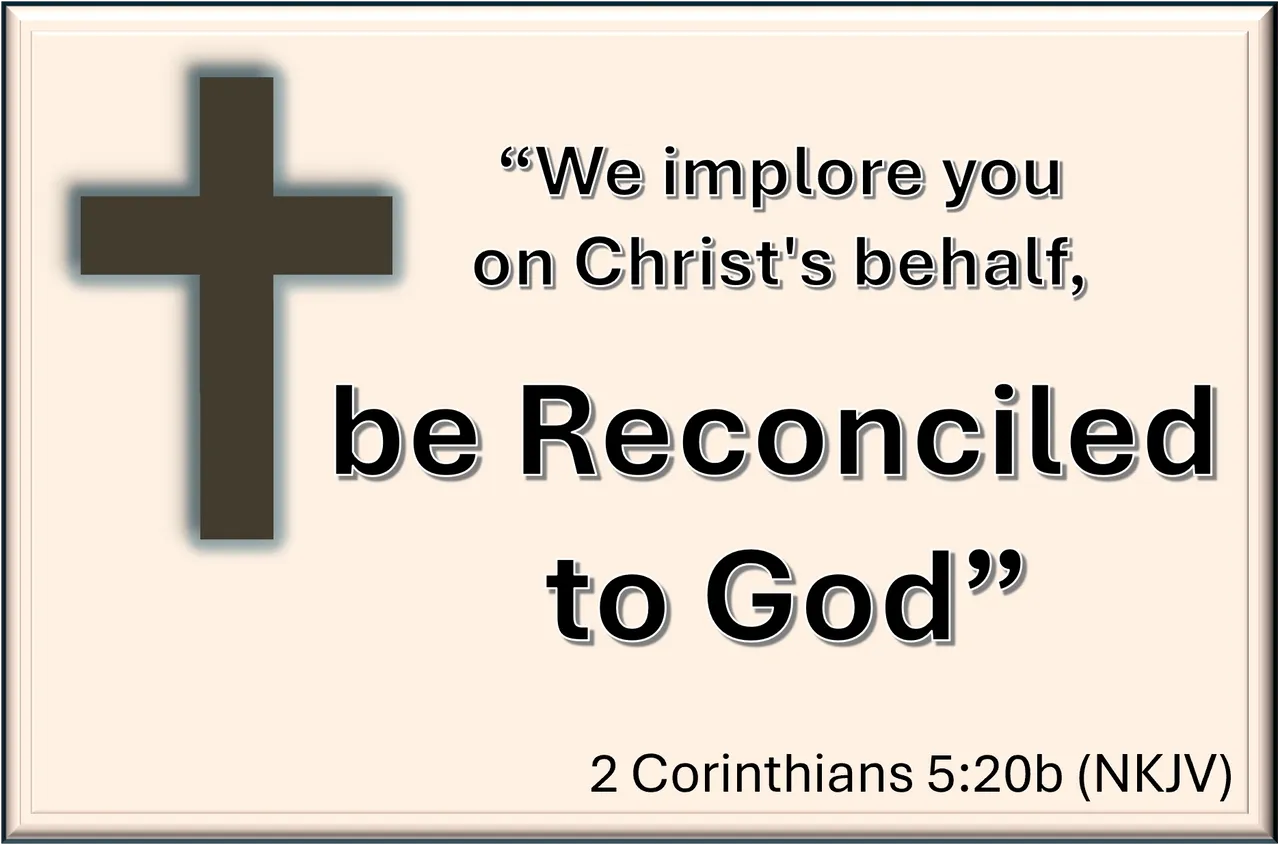 “We implore you
on Christ's behalf,
be Reconciled
to God”
2 Corinthians 5:20b (NKJV)